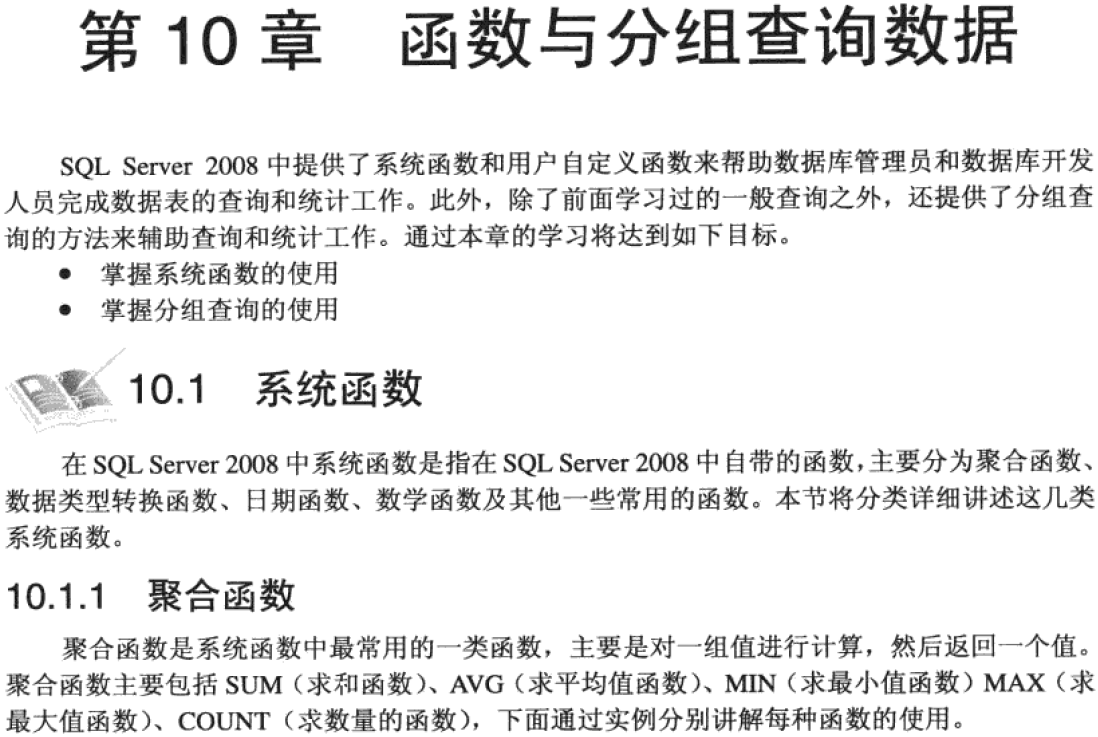 第 10 章 函数与分组查询数据
SQL Server 2008 中提供了系统函数和用户自定义函数来帮助数据库管理员和数据库开发
人员完成数据表的查询和统计工作。此外，除了前面学习过的一般查询之外，还提供了分组查
询的方法来辅助查询和统计工作。通过本章的学习将达到如下目标。
● 掌握系统函数的使用
● 掌握分组查询的使用
10.1 系统函数
在 SQL Server 2008 中系统函数是指在 SQL Server 2008 中自带的函数，主要分为聚合函数、
数据类型转换函数、日期函数、数学函数及其他一些常用的函数。本节将分类详细讲述这几类
系统函数。
10.1.1 聚合函数
聚合函数是系统函数中最常用的一类函数，主要是对一组值进行计算，然后返回一个值。
聚合函数主要包括 SUM（求和函数）、AVG（求平均值函数）、MIN（求最小值函数）MAX（求
最大值函数）、COUNT（求数量的函数），下面通过实例分别讲解每种函数的使用。